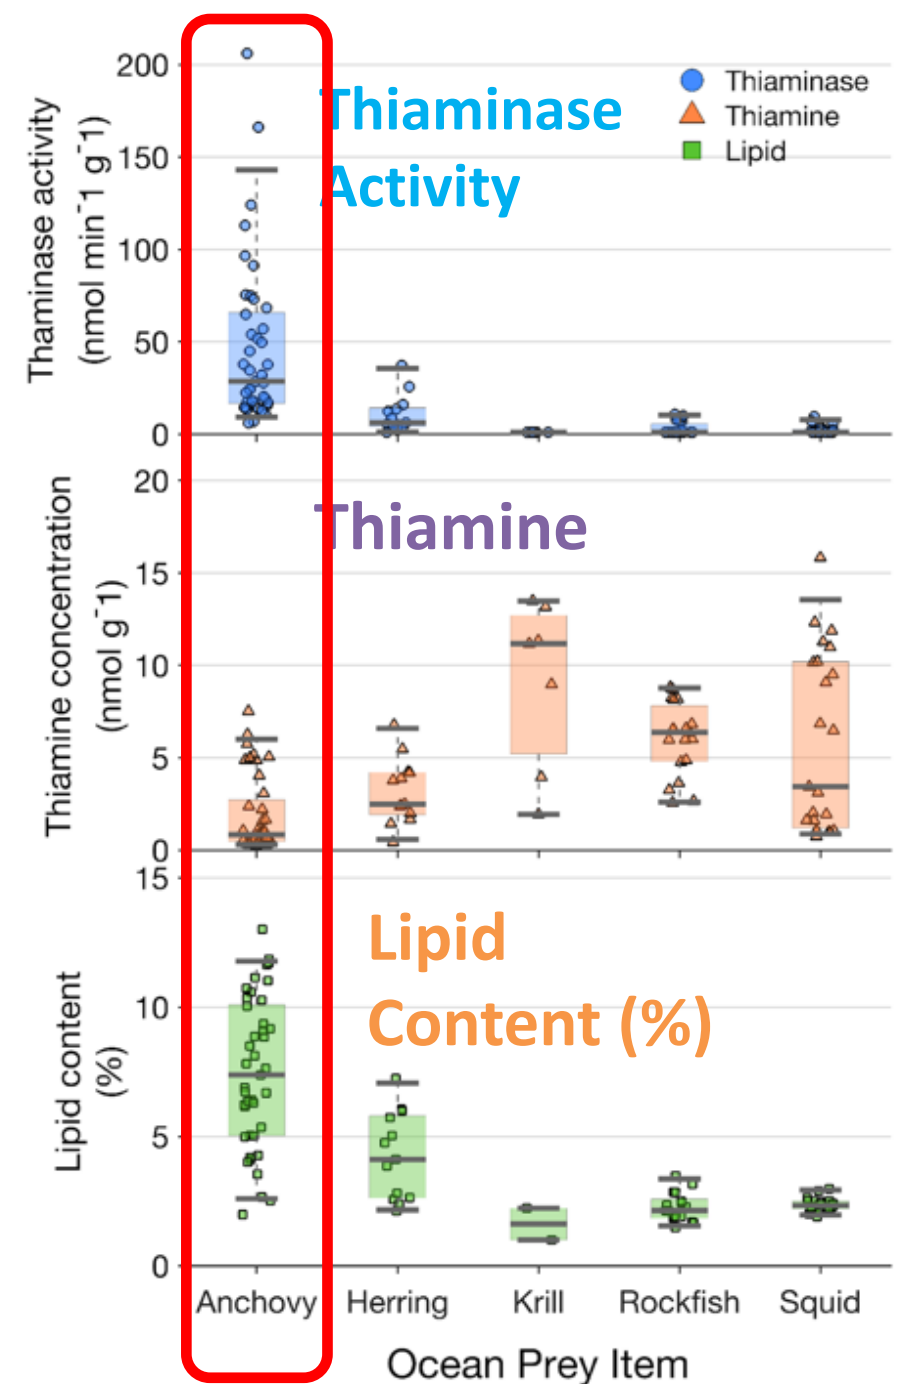 200
150
100
50
0
Thaminase activity
(nmol min⁻1 g⁻1)
Thiaminase
Activity
Thiaminase
Thiamine
Lipid
20
15
10
5
0
Thiamine concentration
(nmol g⁻1)
Thiamine
15
10
5
0
Lipid content
(%)
Lipid
Content (%)
Anchovy Herring Krill Rockfish Squid
Ocean Prey Item